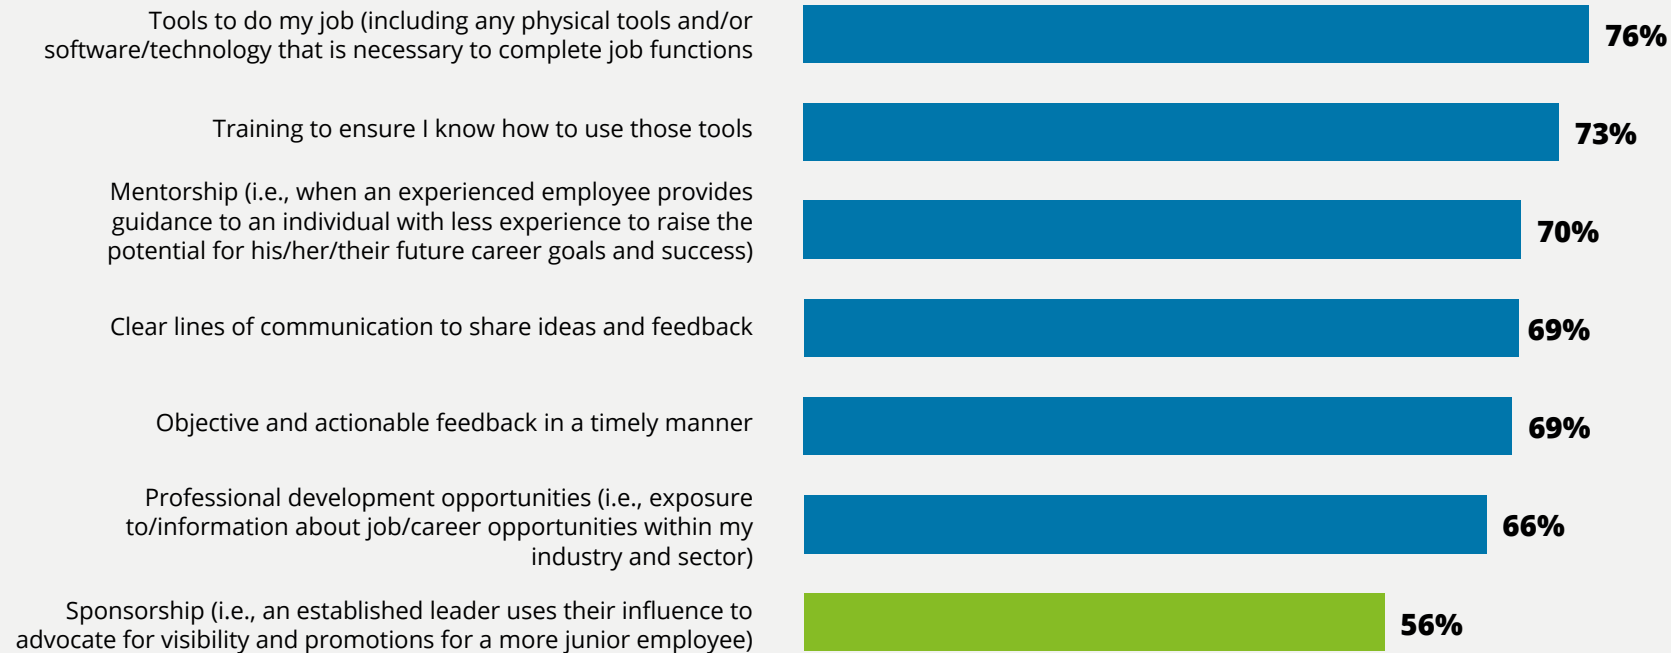 Tools to do my job (including any physical tools and/or
software/technology that is necessary to complete job functions
76%
Training to ensure I know how to use those tools
73%
Mentorship (i.e., when an experienced employee provides
guidance to an individual with less experience to raise the
potential for his/her/their future career goals and success)
70%
Clear lines of communication to share ideas and feedback
69%
Objective and actionable feedback in a timely manner
69%
Professional development opportunities (i.e., exposure
to/information about job/career opportunities within my
industry and sector)
66%
Sponsorship (i.e., an established leader uses their influence to
advocate for visibility and promotions for a more junior employee)
56%